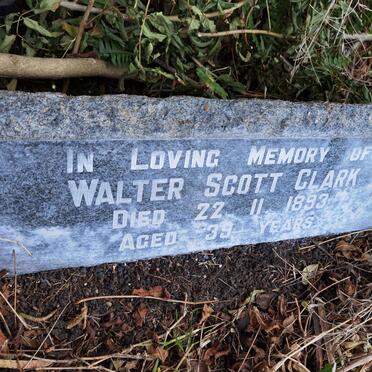 IN LOVING MEMORY OF
WALTER SCOTT CLARK
DIED 22 11 1893
AGED 39 YEARS